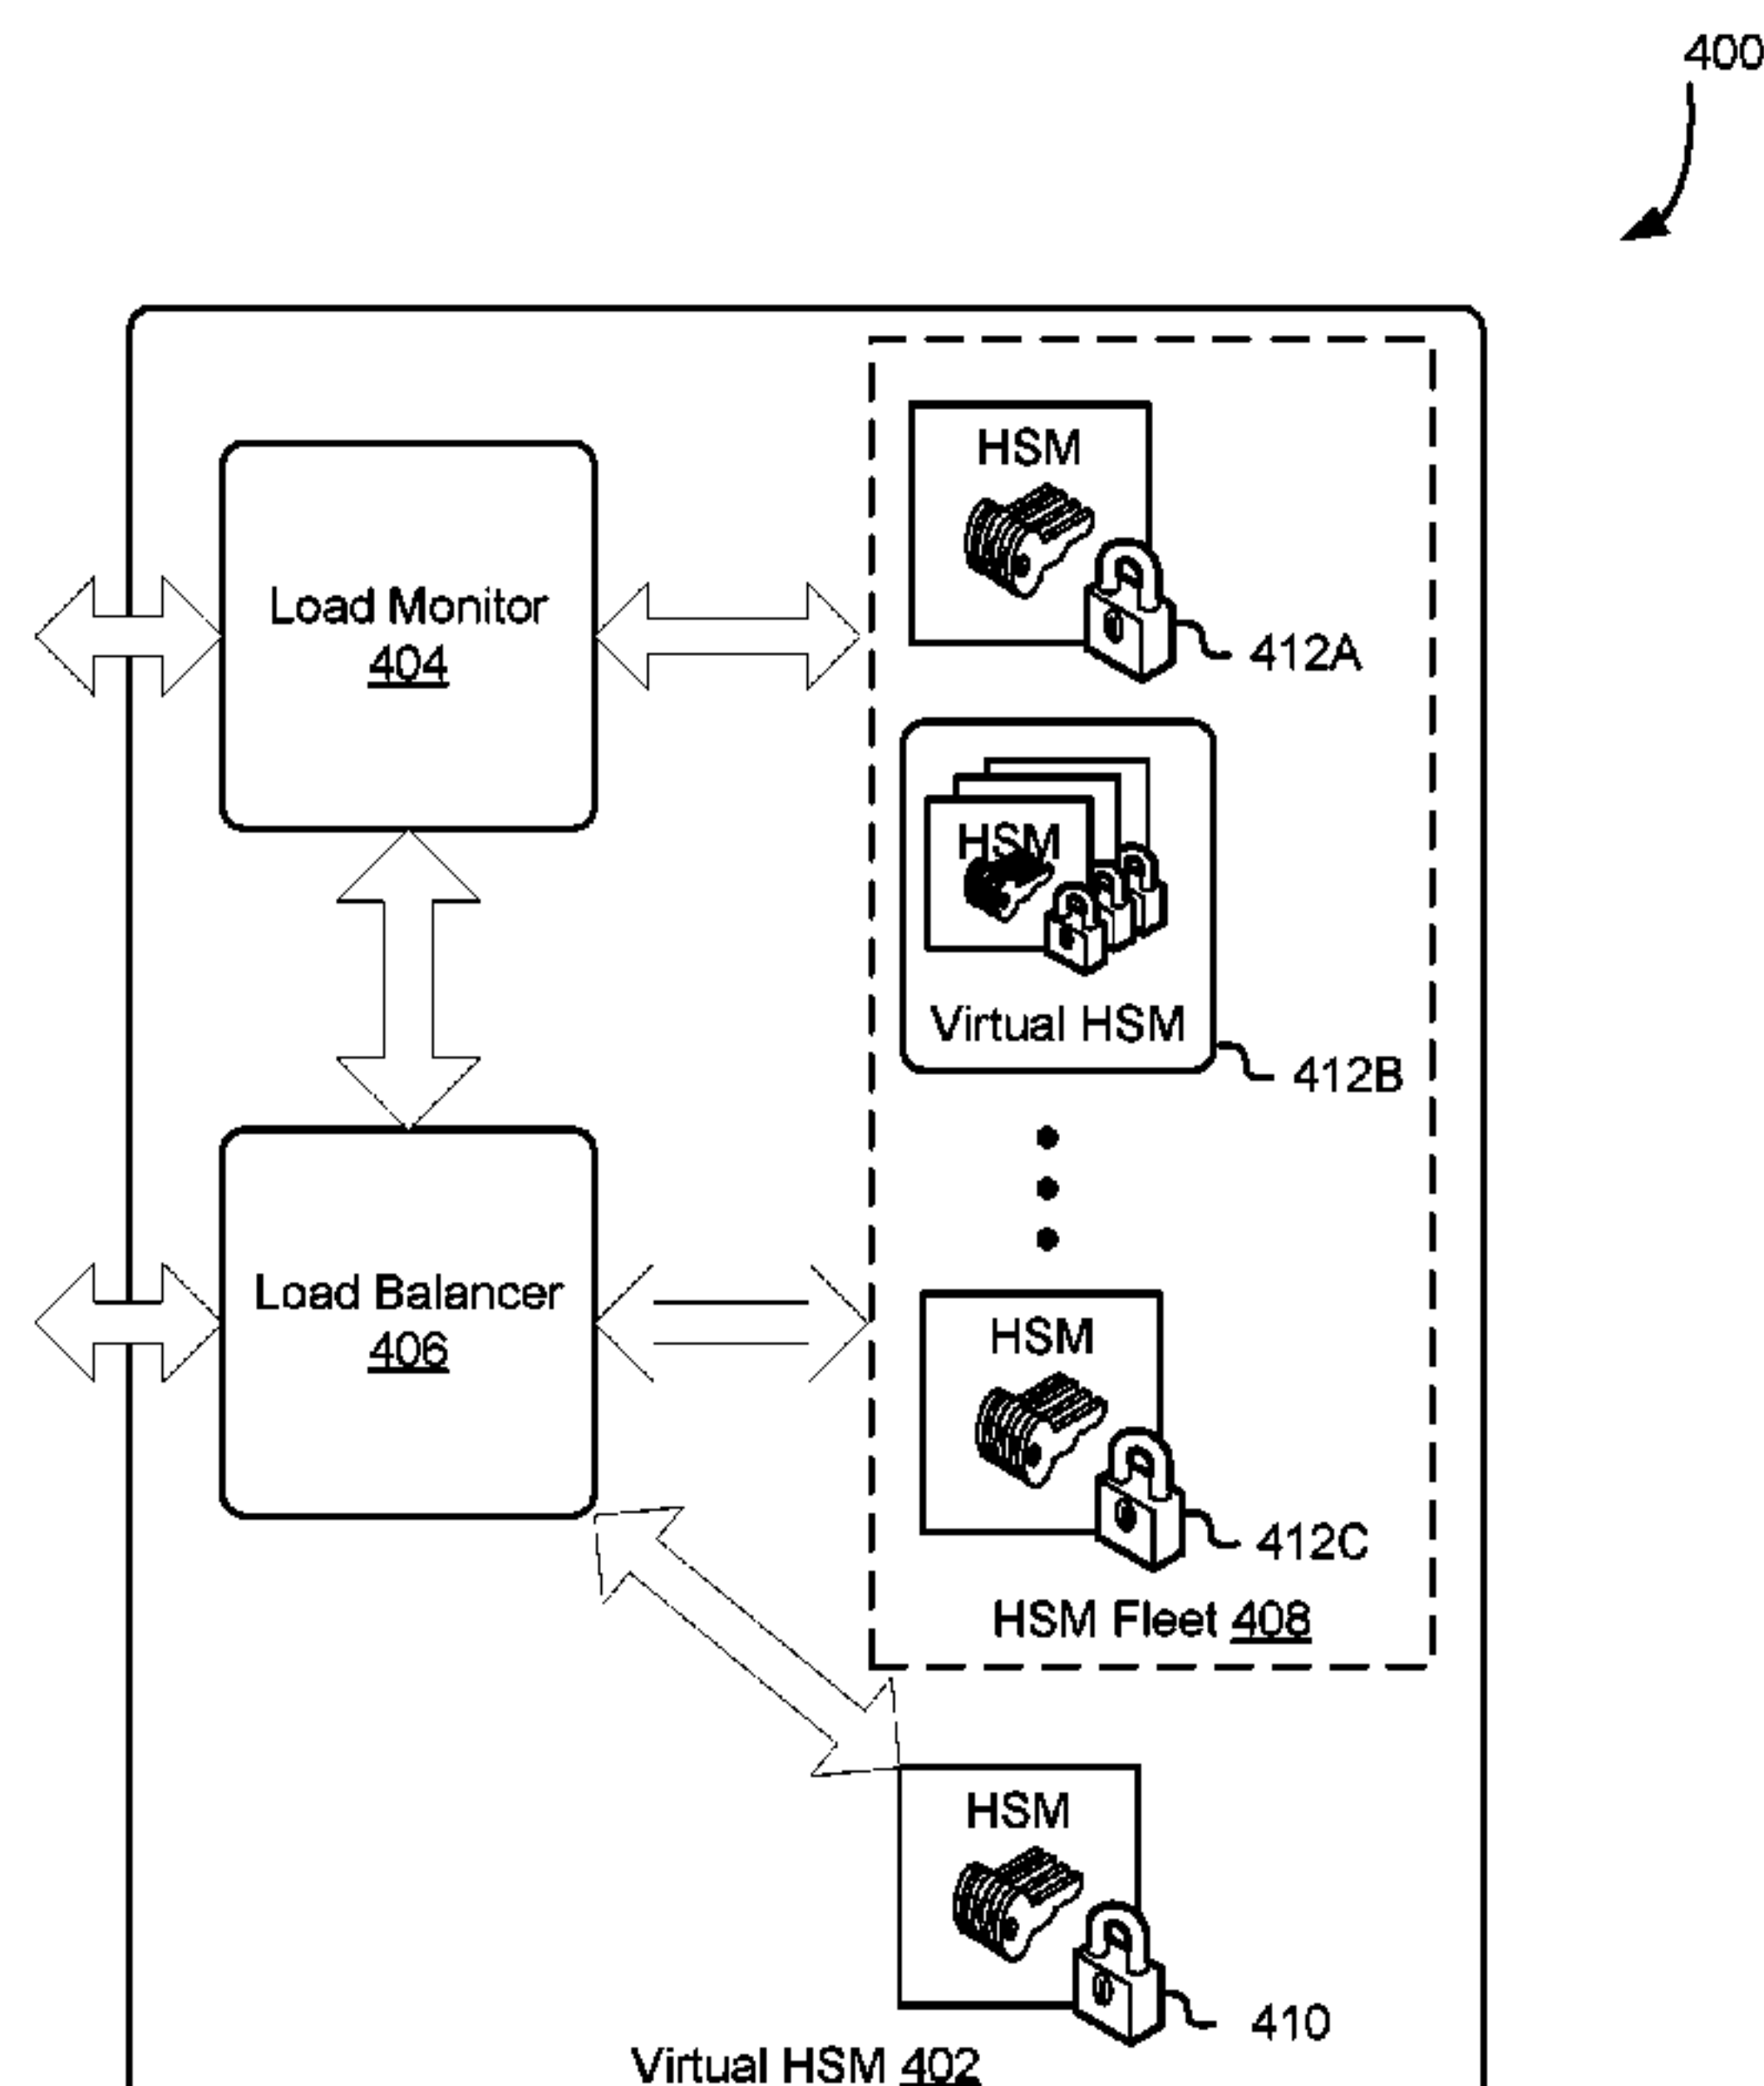 400
HSM
Load Monitor
404
412A
HSM
Virtual HSM
412B
Load Balancer
406
HSM
412C
HSM Fleet 408
HSM
410
Virtual HSM 402